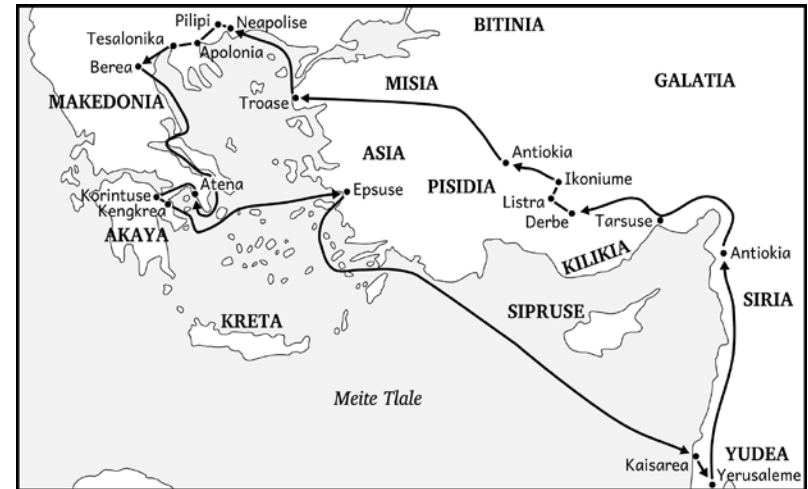 BITINIA
Pilipi
Neapolise
Tesalonika
Apolonia
Berea
MISIA
GALATIA
MAKEDONIA
Troase
ASIA
Antiokia
Atena
Epsuse
PISIDIA
Ikoniume
Korintuse
Listra
Kengkrea
Derbe
Tarsuse
AKAYA
KILIKIA
Antiokia
SIPRUSE
SIRIA
KRETA
Meite Tlale
Kaisarea
YUDEA
Yerusaleme